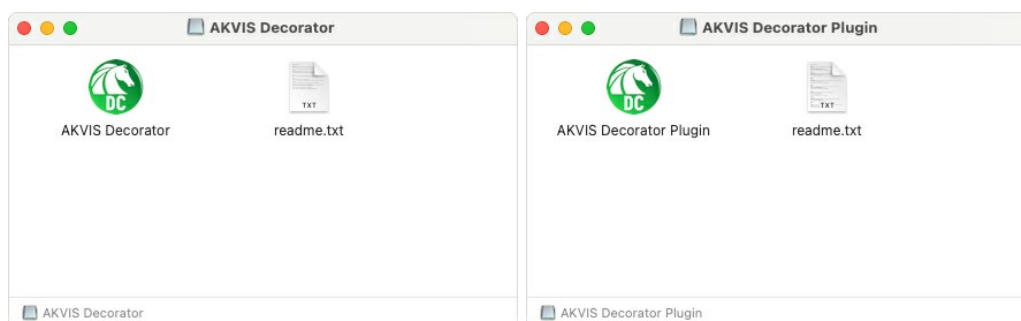 AKVIS Decorator
DC
AKVIS Decorator
TXT
readme.txt
AKVIS Decorator
AKVIS Decorator Plugin
DC
AKVIS Decorator Plugin
TXT
readme.txt
AKVIS Decorator Plugin